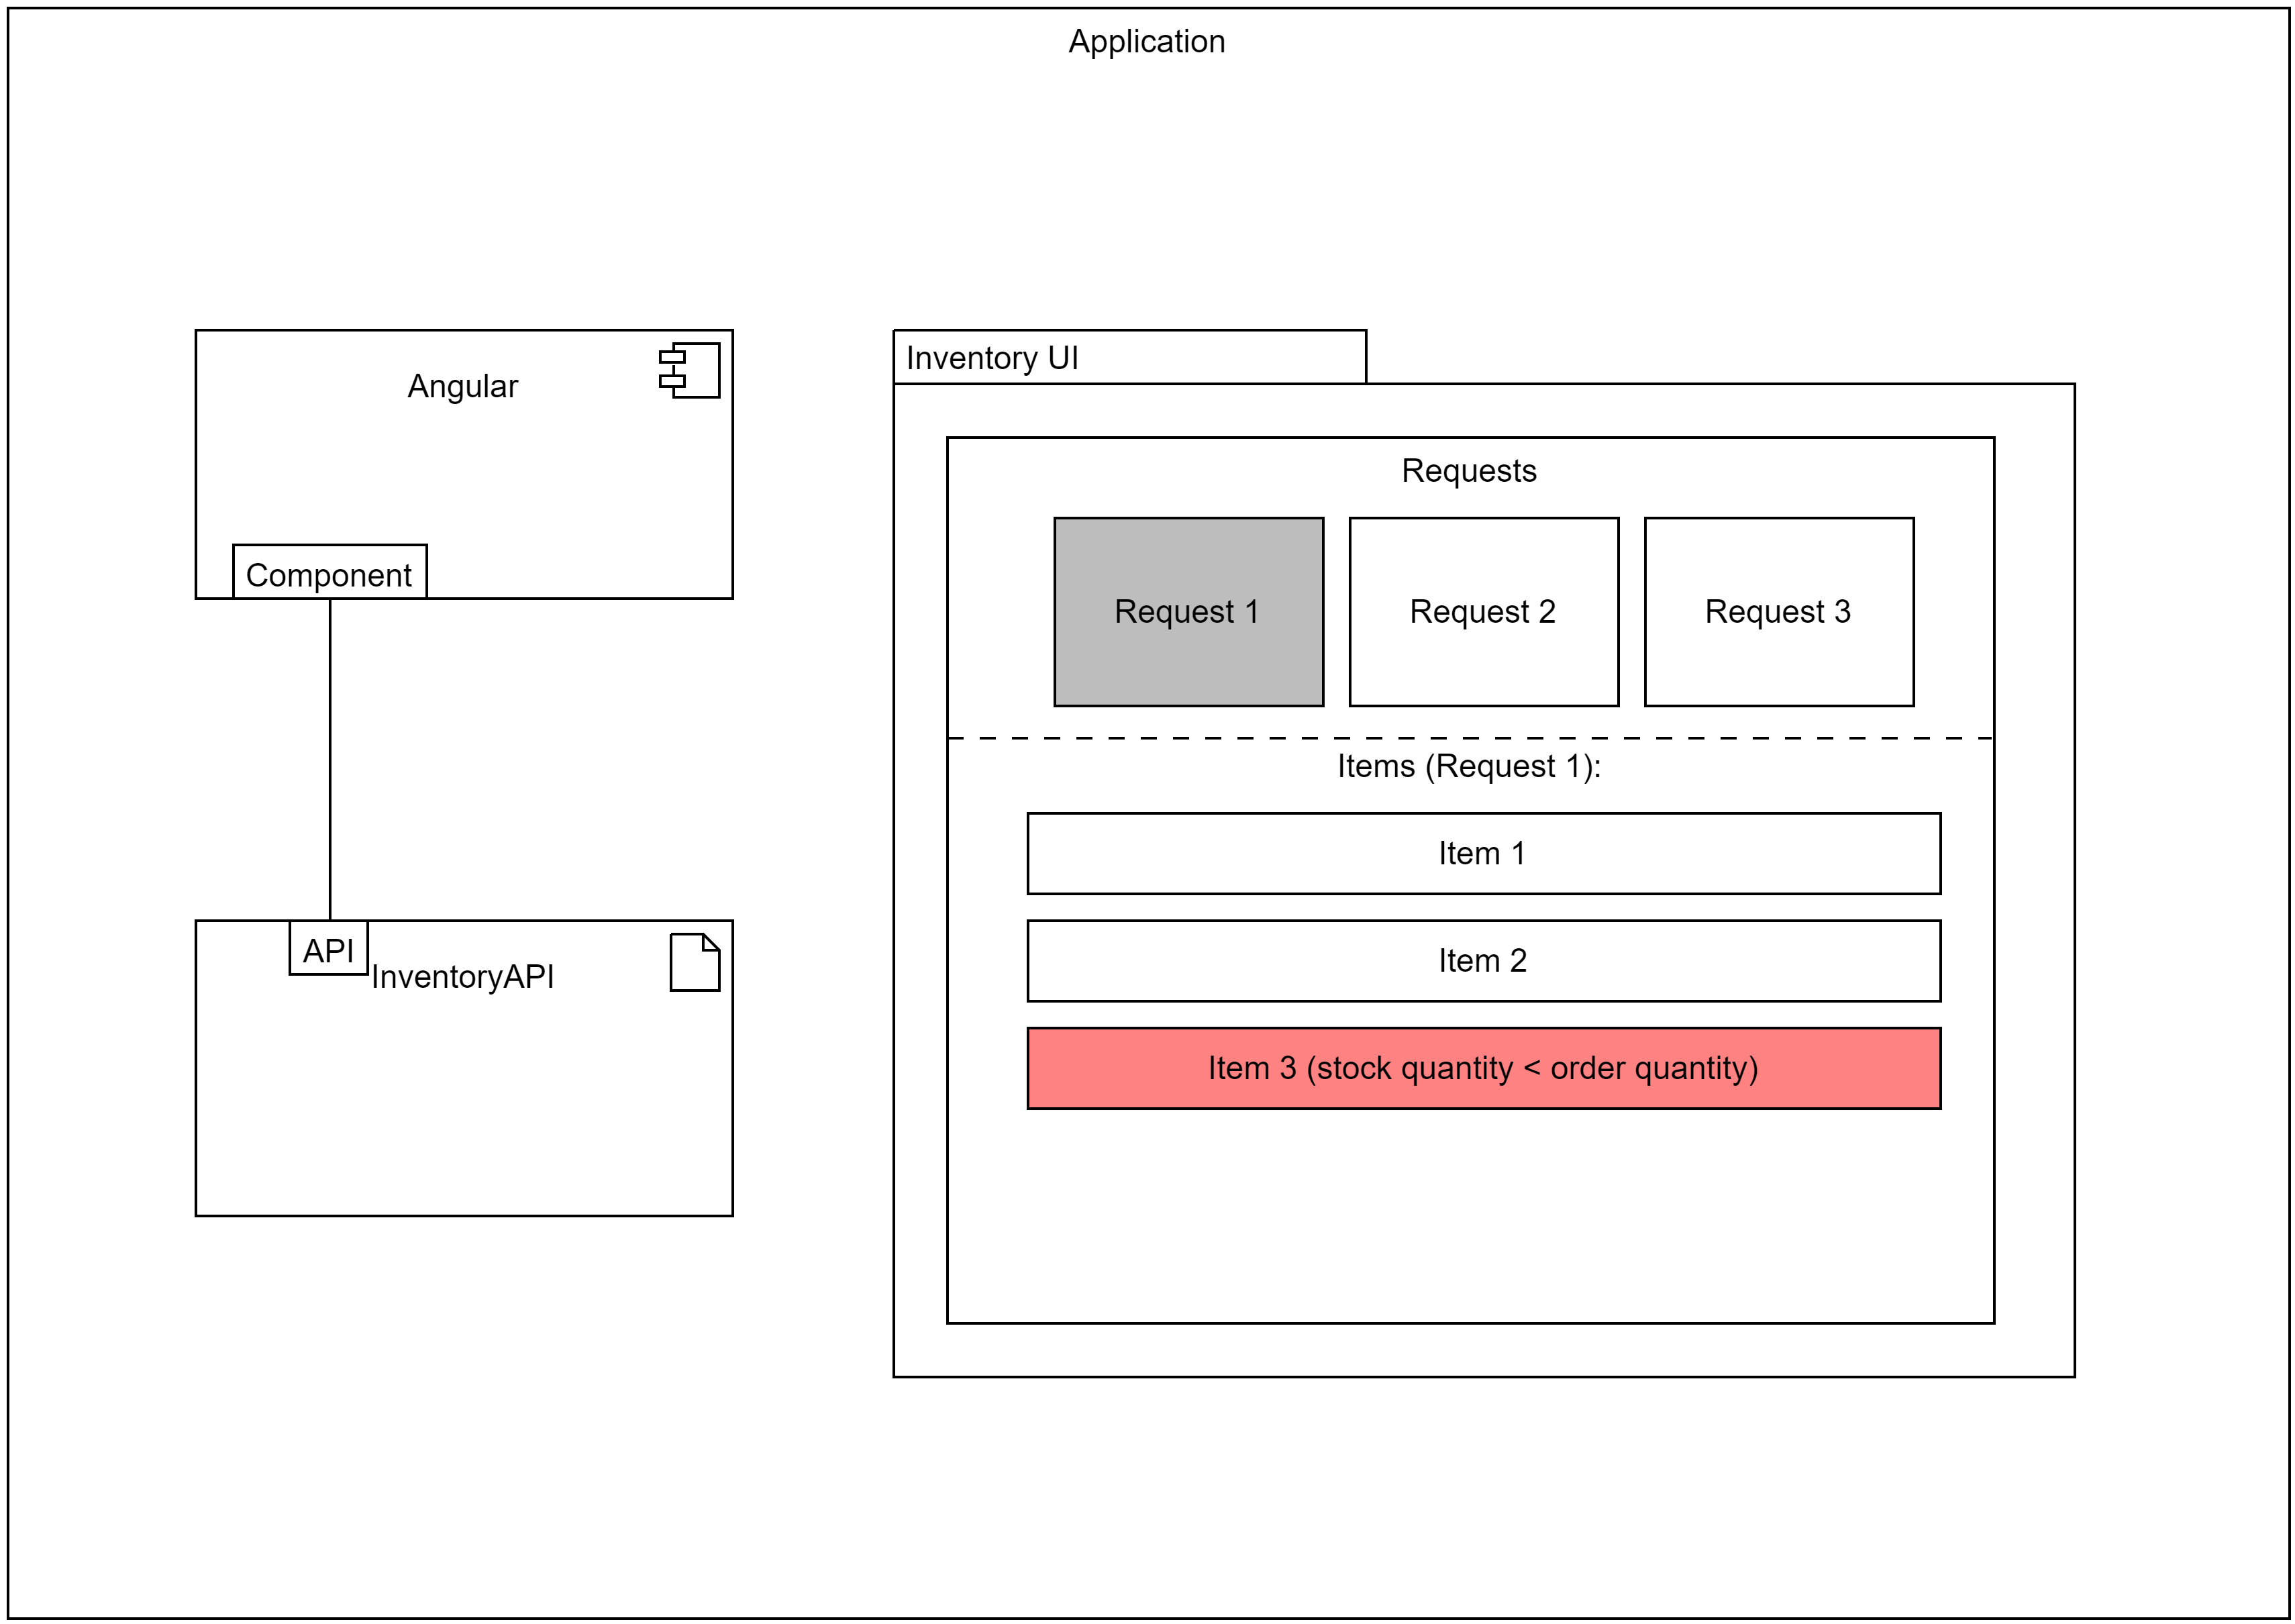 Application
Angular
Component
API
InventoryAPI
Inventory UI
Requests
Request 1
Request 2
Request 3
Items (Request 1):
Item 1
Item 2
Item 3 (stock quantity < order quantity)